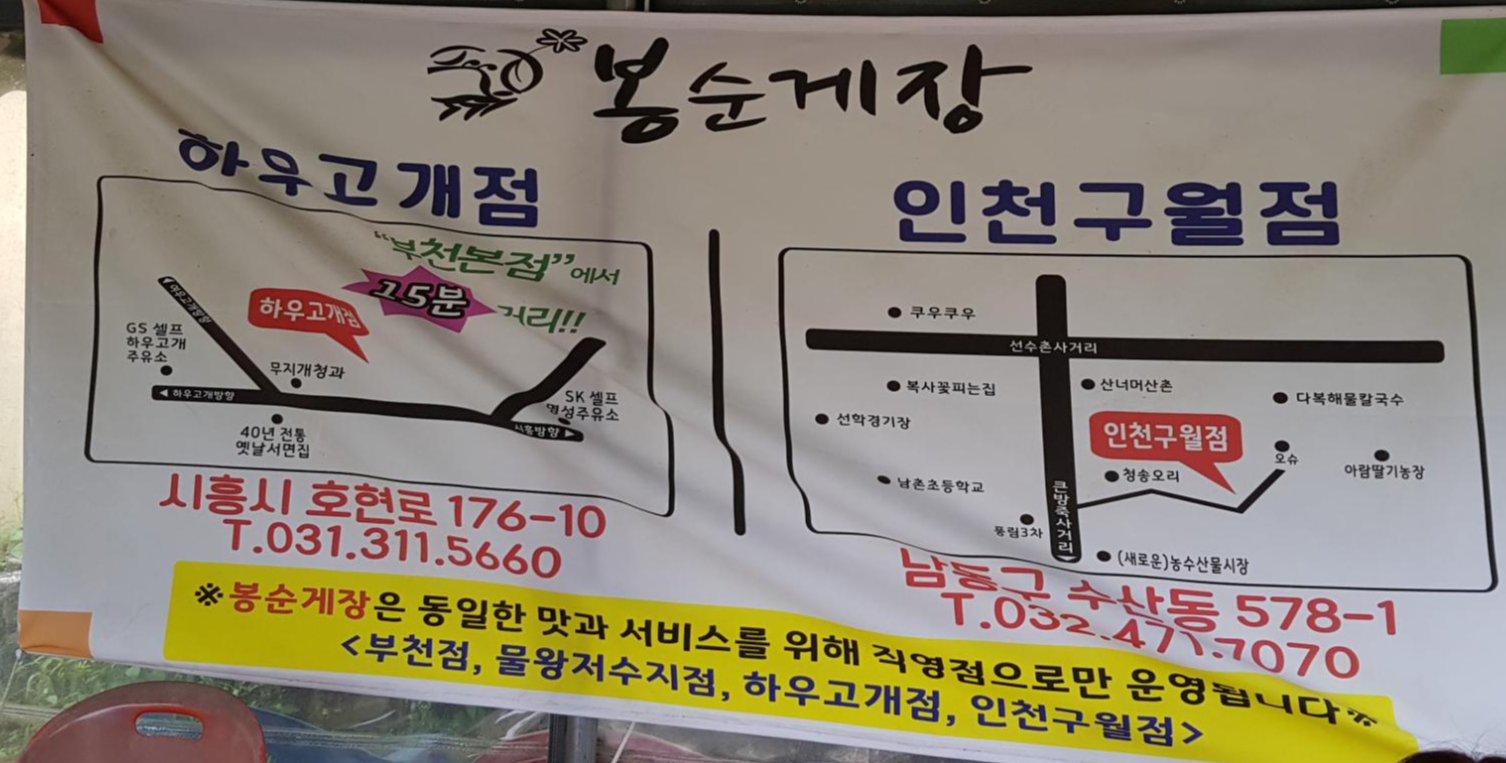 봉순게장
하우고개점
"부천본점"에서
15분
거리!!
하우고개방향
하우고개점
GS 셀프
하우고개
주유소
무지개청과
하우고개방향
SK 셀프
명성주유소
시흥방향
40년 전통
옛날서면집
시흥시 호현로 176-10
T.031.311.5660
인천구월점
쿠우쿠우
선수촌사거리
복사꽃피는집
산너머산촌
다복해물칼국수
선학경기장
인천구월점
오슈
아람딸기농장
청송오리
남촌초등학교
큰방죽사거리
풍림3차
(새로운)농수산물시장
남동구 수산동 578-1
T.032.471.7070
※봉순게장은 동일한 맛과 서비스를 위해 직영점으로만 운영됩니다※
<부천점, 물왕저수지점, 하우고개점, 인천구월점>